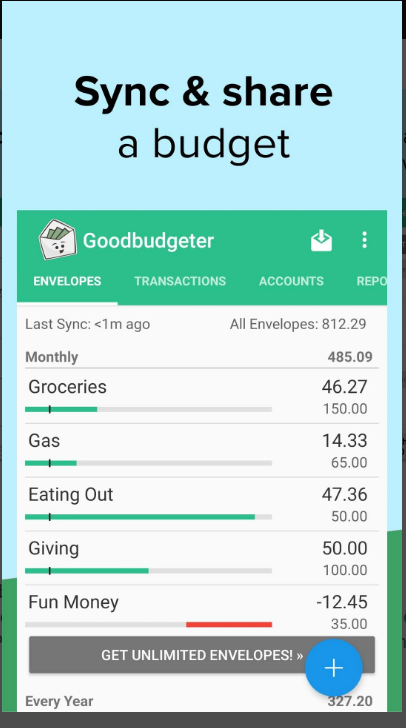 Sync & share
a budget
Goodbudgeter
ENVELOPES TRANSACTIONS ACCOUNTS REPO
Last Sync: <1m ago All Envelopes: 812.29
Monthly 485.09
Groceries 46.27
150.00
Gas 14.33
65.00
Eating Out 47.36
50.00
Giving 50.00
100.00
Fun Money -12.45
35.00
GET UNLIMITED ENVELOPES! »
Every Year 327.20